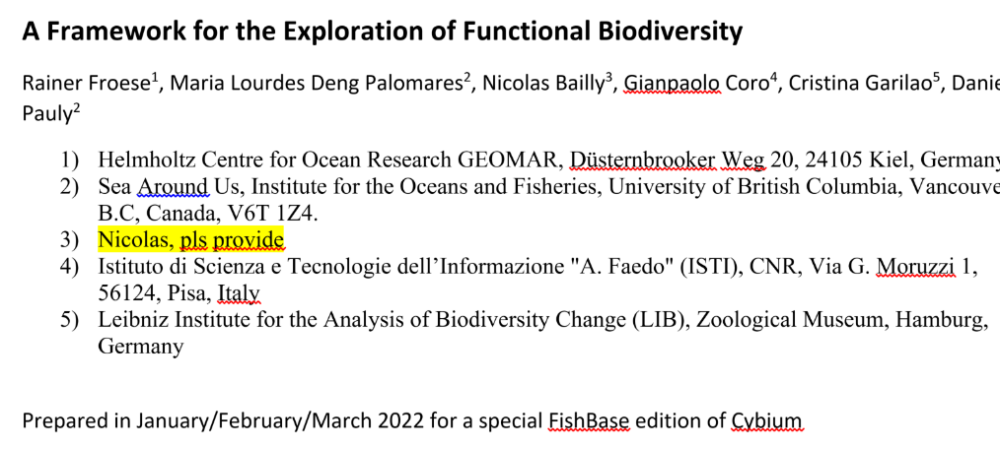 A Framework for the Exploration of Functional Biodiversity
Rainer Froese¹, Maria Lourdes Deng Palomares², Nicolas Bailly³, Gianpaolo Coro⁴, Cristina Garilao⁵, Danie
Pauly²
1) Helmholtz Centre for Ocean Research GEOMAR, Düsternbrooker Weg 20, 24105 Kiel, Germany
2) Sea Around Us, Institute for the Oceans and Fisheries, University of British Columbia, Vancouve
B.C, Canada, V6T 1Z4.
3) Nicolas, pls provide
4) Istituto di Scienza e Tecnologie dell’Informazione "A. Faedo" (ISTI), CNR, Via G. Moruzzi 1,
56124, Pisa, Italy
5) Leibniz Institute for the Analysis of Biodiversity Change (LIB), Zoological Museum, Hamburg,
Germany
Prepared in January/February/March 2022 for a special FishBase edition of Cybium